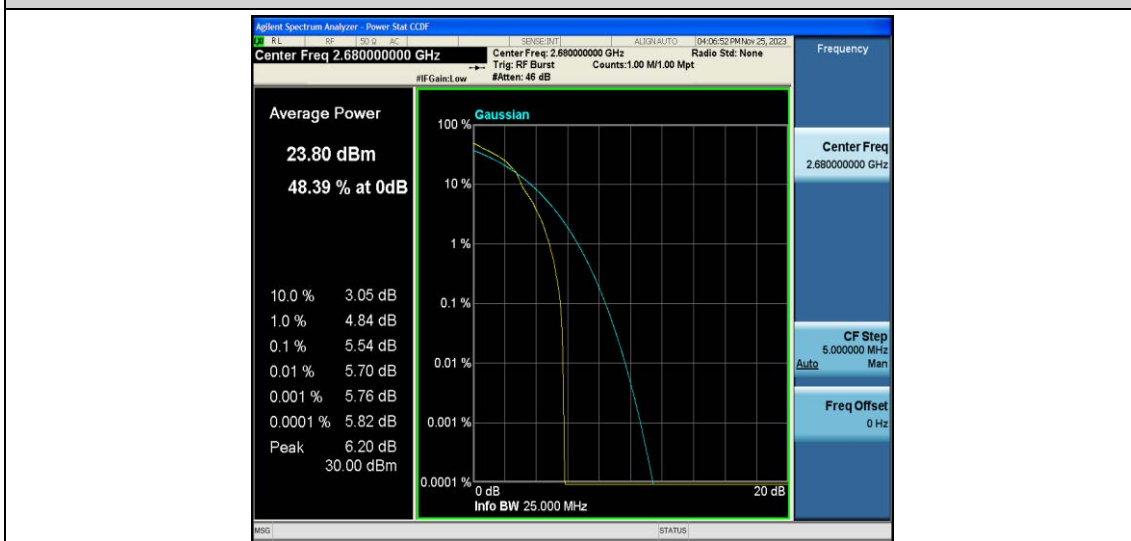 Agilent Spectrum Analyzer - Power Stat CCDF
RL RF 50 Ω AC SENSE:INT ALIGN AUTO 04:06:52 PM Nov 25, 2023
Center Freq 2.680000000 GHz
Center Freq: 2.680000000 GHz Radio Std: None
Trig: RF Burst Counts:1.00 M/1.00 Mpt
#IFGain:Low #Atten: 46 dB
Frequency
Average Power
23.80 dBm
48.39 % at 0dB
10.0 % 3.05 dB
1.0 % 4.84 dB
0.1 % 5.54 dB
0.01 % 5.70 dB
0.001 % 5.76 dB
0.0001 % 5.82 dB
Peak 6.20 dB
30.00 dBm
Gaussian
100 %
10 %
1 %
0.1 %
0.01 %
0.001 %
0.0001 %
0 dB 20 dB
Info BW 25.000 MHz
Center Freq
2.680000000 GHz
CF Step
5.000000 MHz
Auto Man
Freq Offset
0 Hz
MSG STATUS